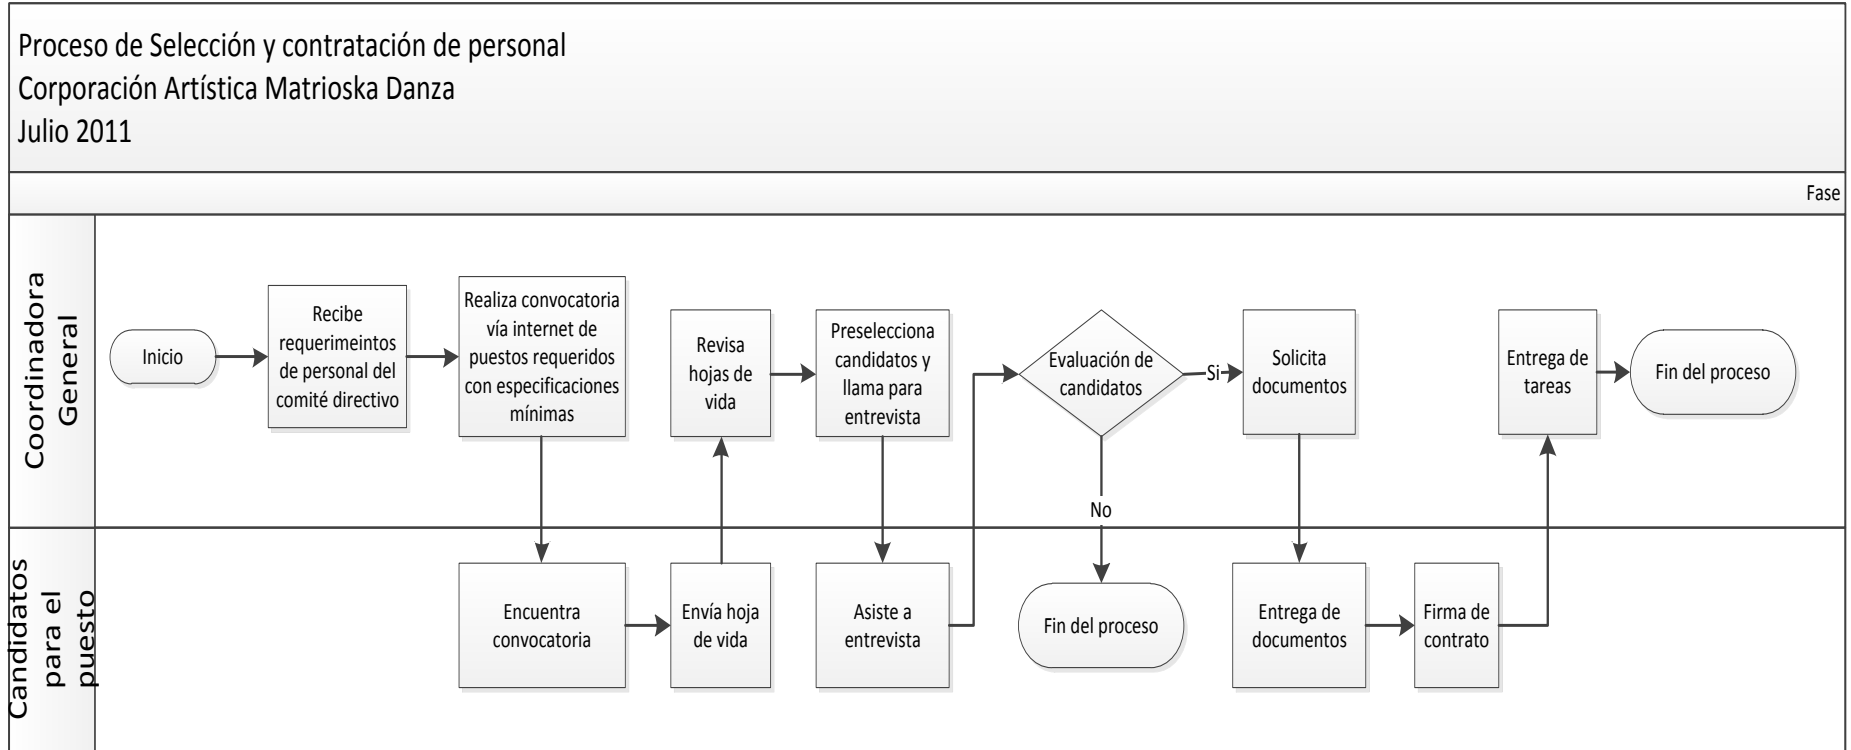 Proceso de Selección y contratación de personal
Corporación Artística Matrioska Danza
Julio 2011
Fase
Coordinadora
General
Inicio
Recibe
requerimeintos
de personal del
comité directivo
Realiza convocatoria
vía internet de
puestos requeridos
con especificaciones
mínimas
Revisa
hojas de
vida
Preselecciona
candidatos y
llama para
entrevista
Evaluación de
candidatos
Si
Solicita
documentos
Entrega de
tareas
Fin del proceso
No
Candidatos
para el
puesto
Encuentra
convocatoria
Envía hoja
de vida
Asiste a
entrevista
Fin del proceso
Entrega de
documentos
Firma de
contrato